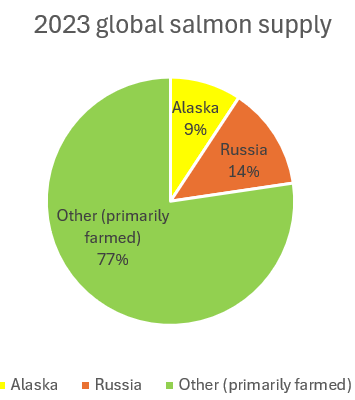 2023 global salmon supply
Alaska
9%
Russia
14%
Other (primarily
farmed)
77%
Alaska
Russia
Other (primarily farmed)